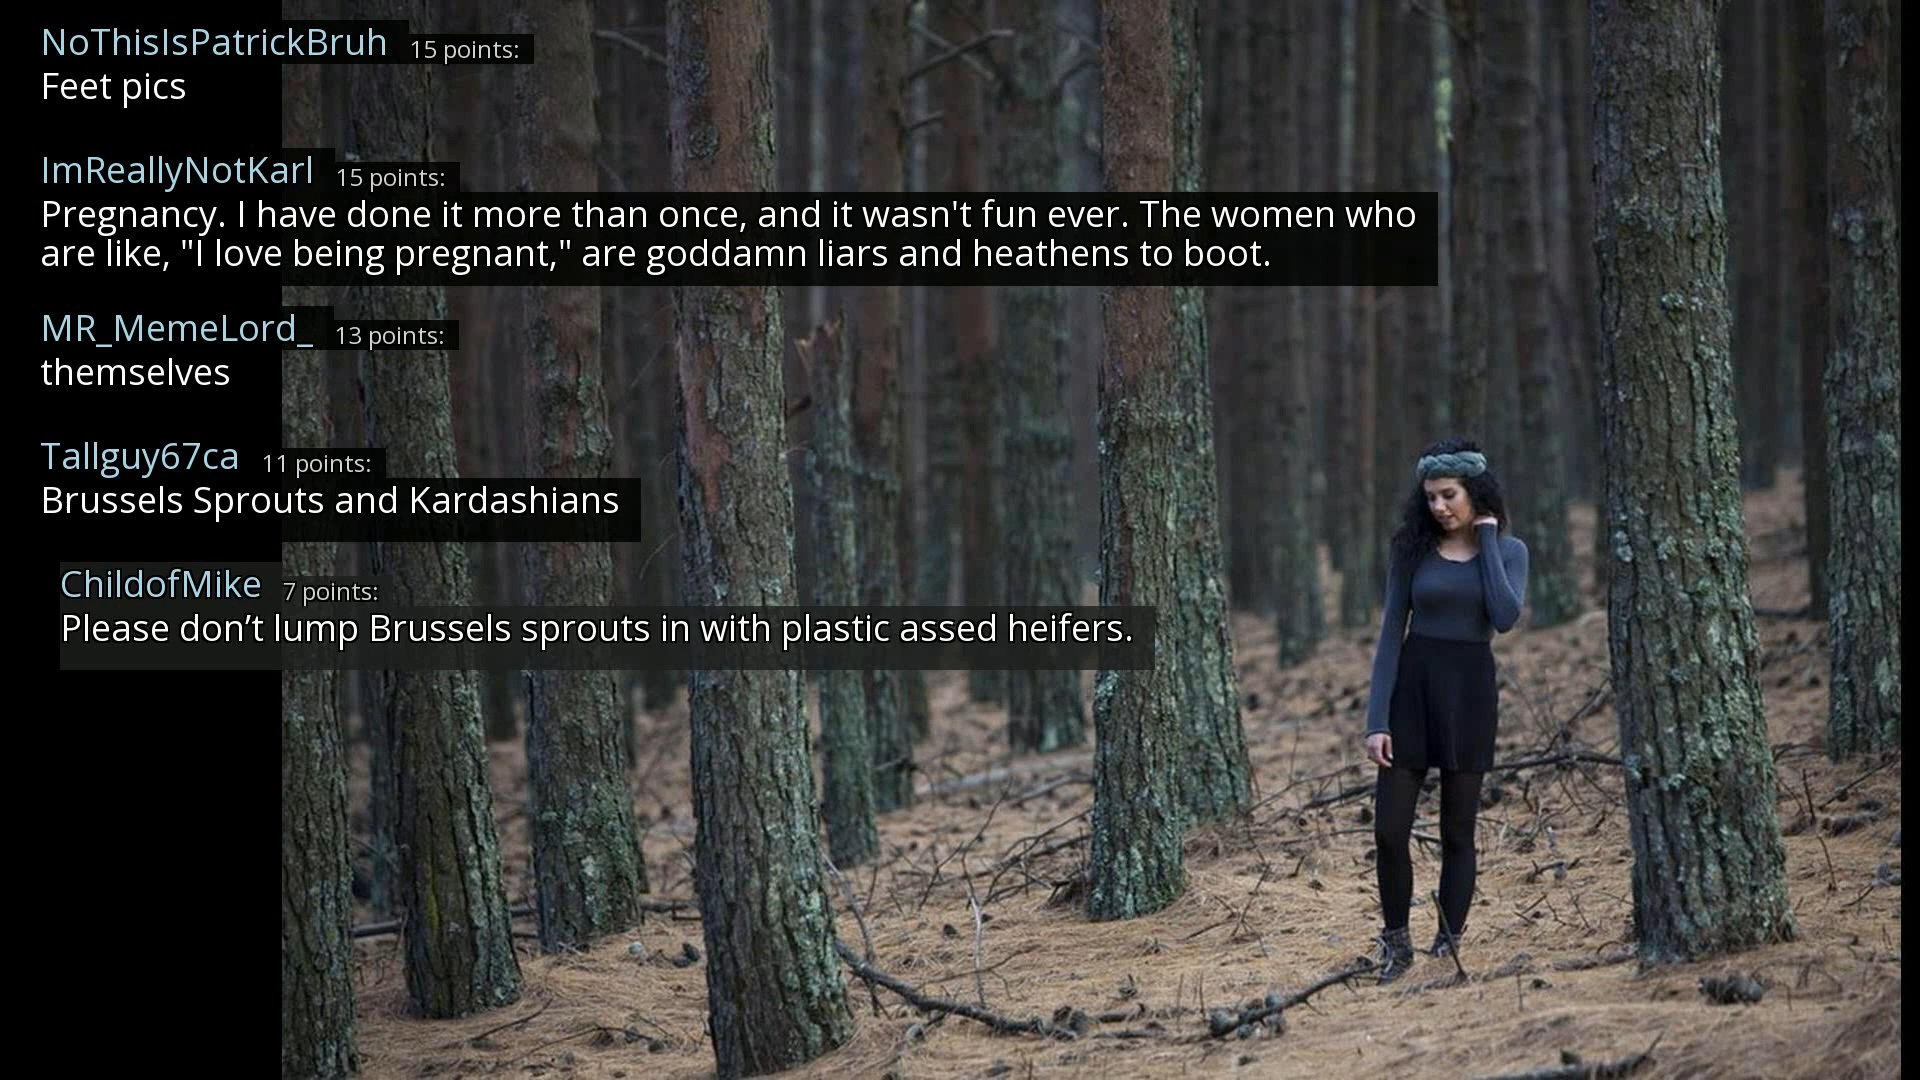 NoThisIsPatrickBruh 15 points:
Feet pics
ImReallyNotKarl 15 points:
Pregnancy. I have done it more than once, and it wasn't fun ever. The women who
are like, "I love being pregnant," are goddamn liars and heathens to boot.
MR_MemeLord_ 13 points:
themselves
Tallguy67ca 11 points:
Brussels Sprouts and Kardashians
ChildofMike 7 points:
Please don’t lump Brussels sprouts in with plastic assed heifers.